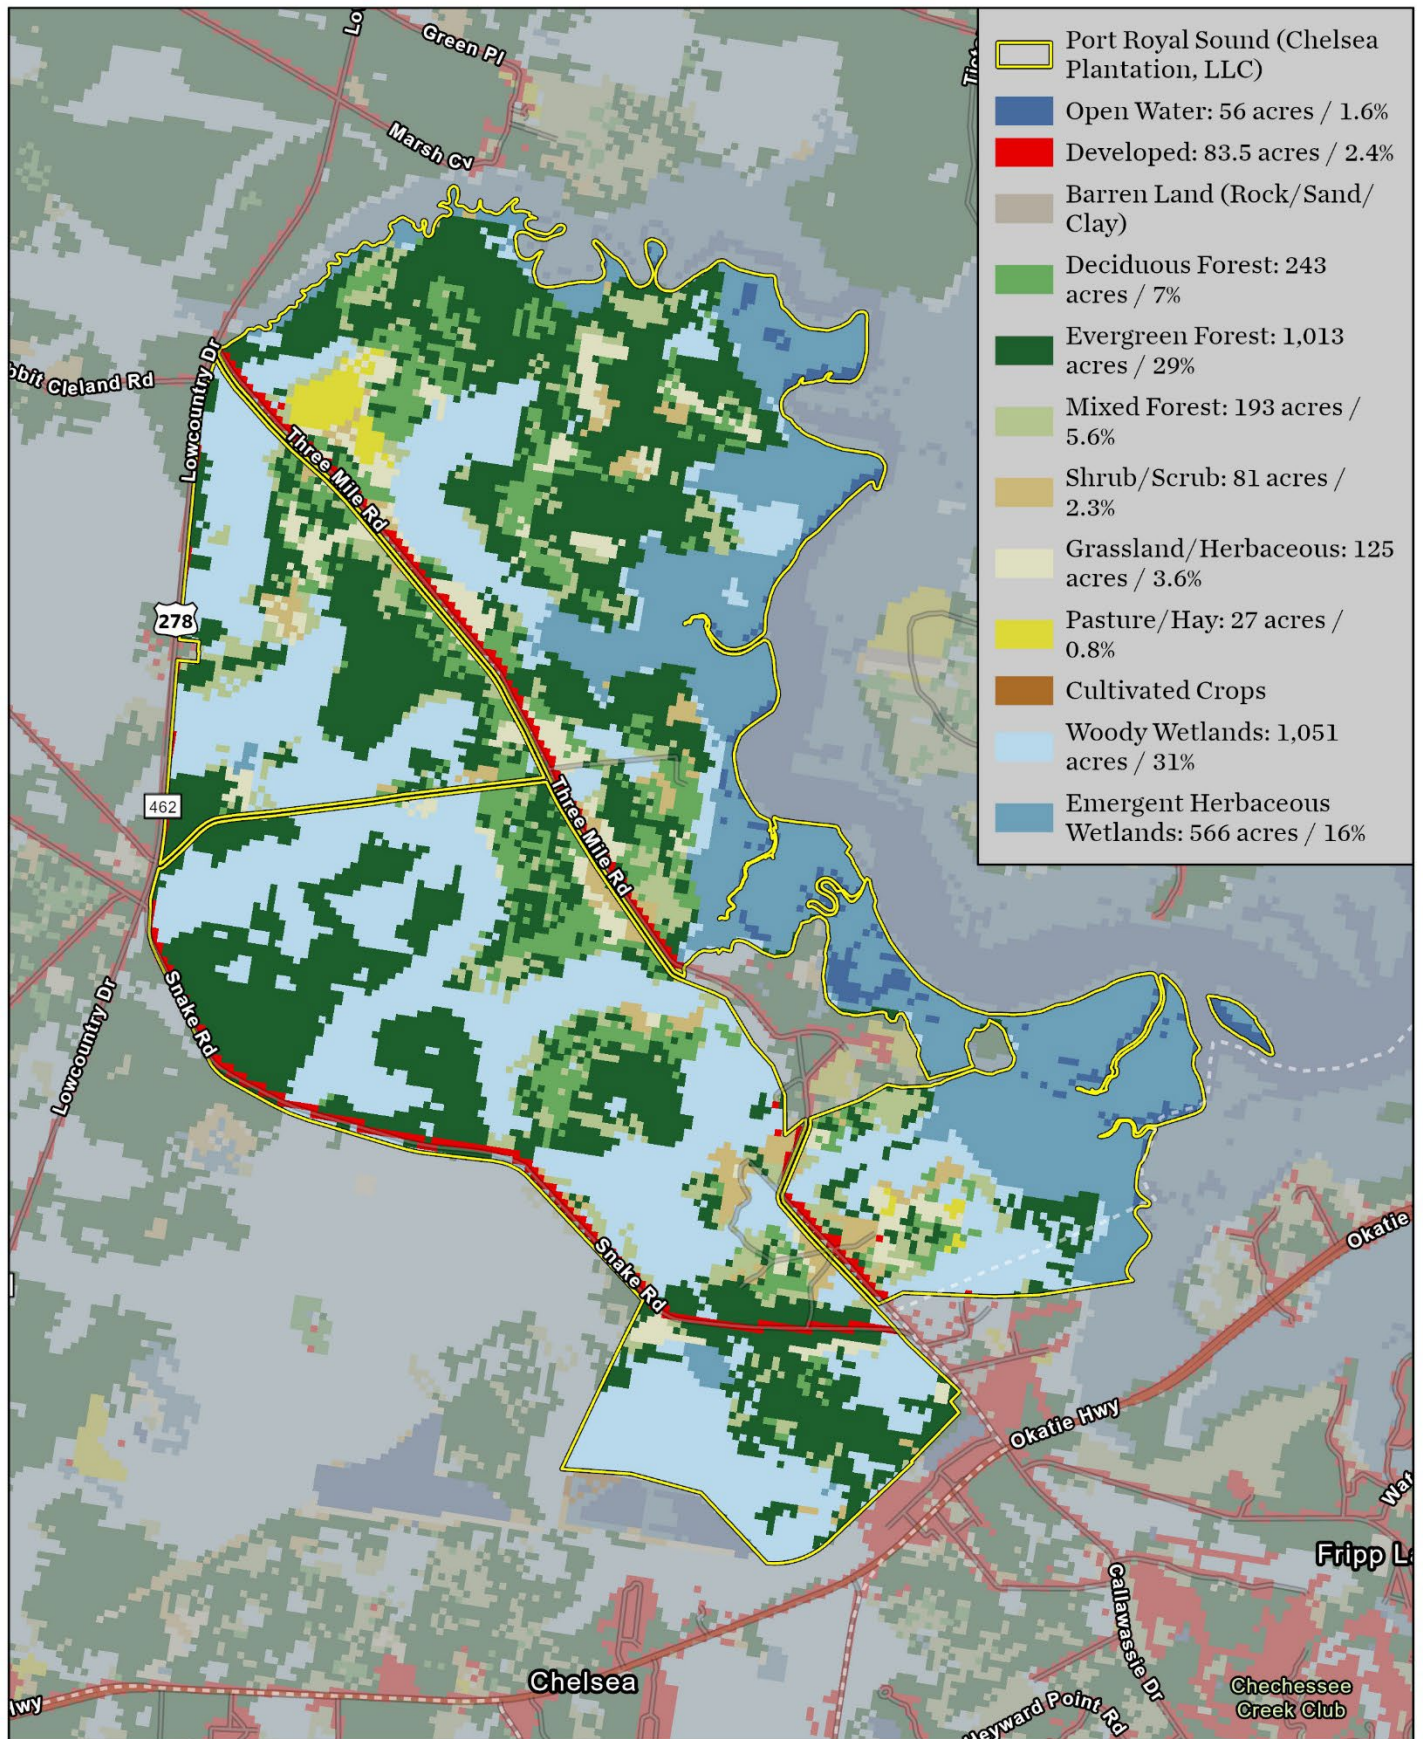 Green Pl
Marsh Cv
Lowcountry Dr
Cleland Rd
Three Mile Rd
278
462
Three Mile Rd
Snake Rd
Lowcountry Dr
Snake Rd
Okatie
Okatie Hwy
Callawassie Dr
Chelsea
Chechessee
Creek Club
Heyward Point Rd
Port Royal Sound (Chelsea
Plantation, LLC)
Open Water: 56 acres / 1.6%
Developed: 83.5 acres / 2.4%
Barren Land (Rock/Sand/
Clay)
Deciduous Forest: 243
acres / 7%
Evergreen Forest: 1,013
acres / 29%
Mixed Forest: 193 acres /
5.6%
Shrub/Scrub: 81 acres /
2.3%
Grassland/Herbaceous: 125
acres / 3.6%
Pasture/Hay: 27 acres /
0.8%
Cultivated Crops
Woody Wetlands: 1,051
acres / 31%
Emergent Herbaceous
Wetlands: 566 acres / 16%
Fripp